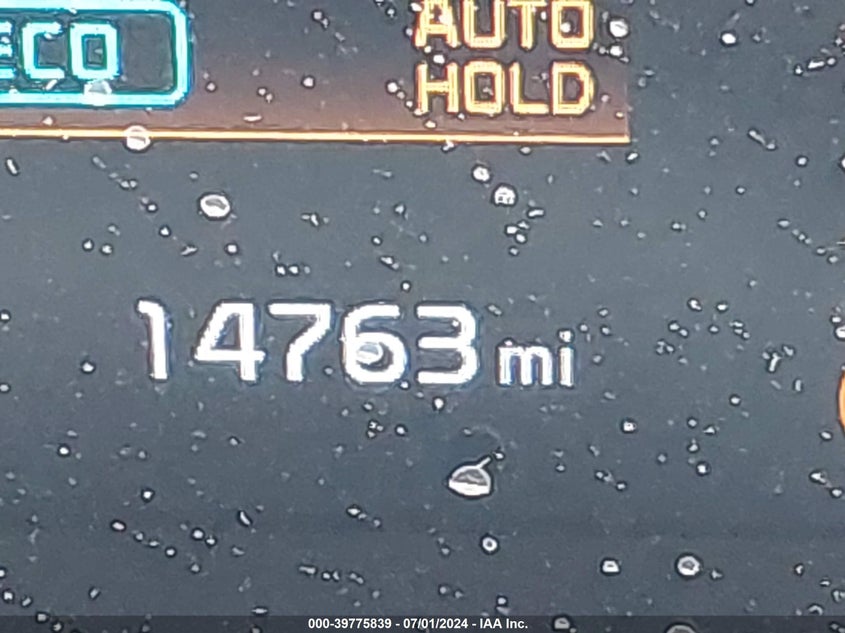 ECO
AUTO
HOLD
14763 mi
000-39775839 - 07/01/2024 - IAA Inc.